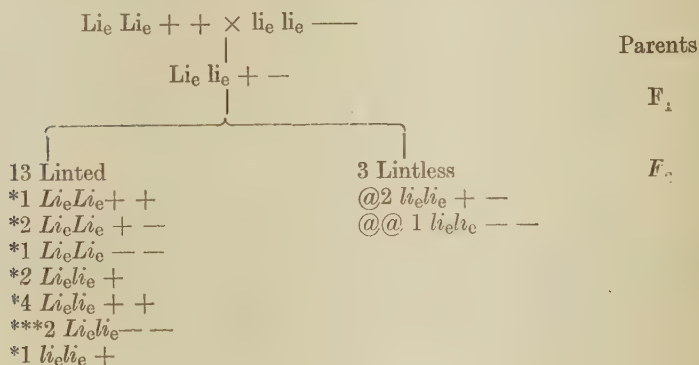 Liₑ Liₑ + + × liₑ liₑ — —
Parents
Liₑ liₑ + —
F₁
13 Linted
3 Lintless
F₂
*1 LiₑLiₑ + +
@2 liₑliₑ + —
*2 LiₑLiₑ + —
@@ 1 liₑliₑ — —
*1 LiₑLiₑ — —
*2 Liₑliₑ +
*4 Liₑliₑ + +
***2 Liₑliₑ — —
*1 liₑliₑ +